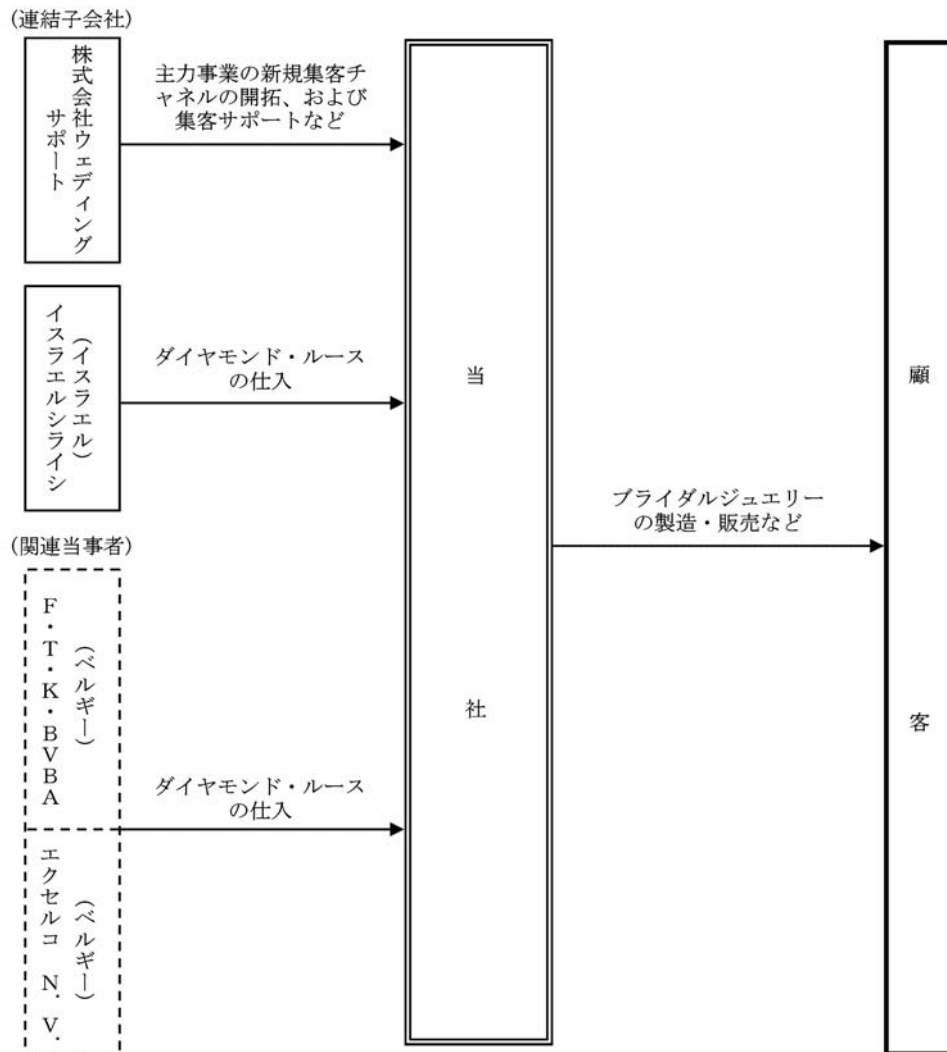 (連結子会社)
株式会社ウェディング
サポート
主力事業の新規集客チ
ャネルの開拓、および
集客サポートなど
(イスラエル)
イスラエルシライシ
ダイヤモンド・ルース
の仕入
(関連当事者)
(ベルギー)
F・T・K・BVBA
ダイヤモンド・ルース
の仕入
(ベルギー)
エクセルコ N.V.
当社
ブライダルジュエリー
の製造・販売など
顧客